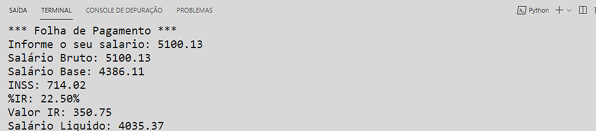 SAÍDA TERMINAL CONSOLE DE DEPURAÇÃO PROBLEMAS Python
*** Folha de Pagamento ***
Informe o seu salario: 5100.13
Salário Bruto: 5100.13
Salário Base: 4386.11
INSS: 714.02
%IR: 22.50%
Valor IR: 350.75
Salário Liquido: 4035.37